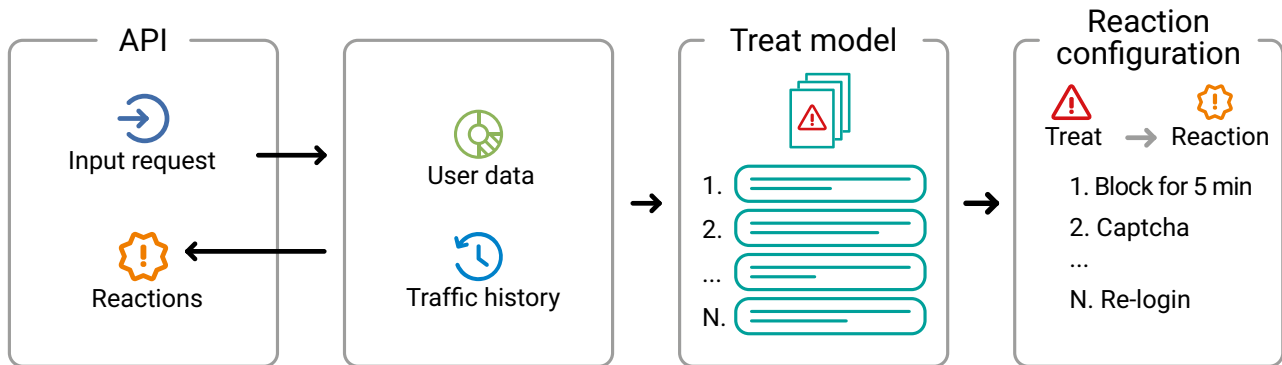 API
Input request
Reactions
User data
Traffic history
Treat model
1.
2.
...
N.
Reaction
configuration
Treat
Reaction
1. Block for 5 min
2. Captcha
...
N. Re-login